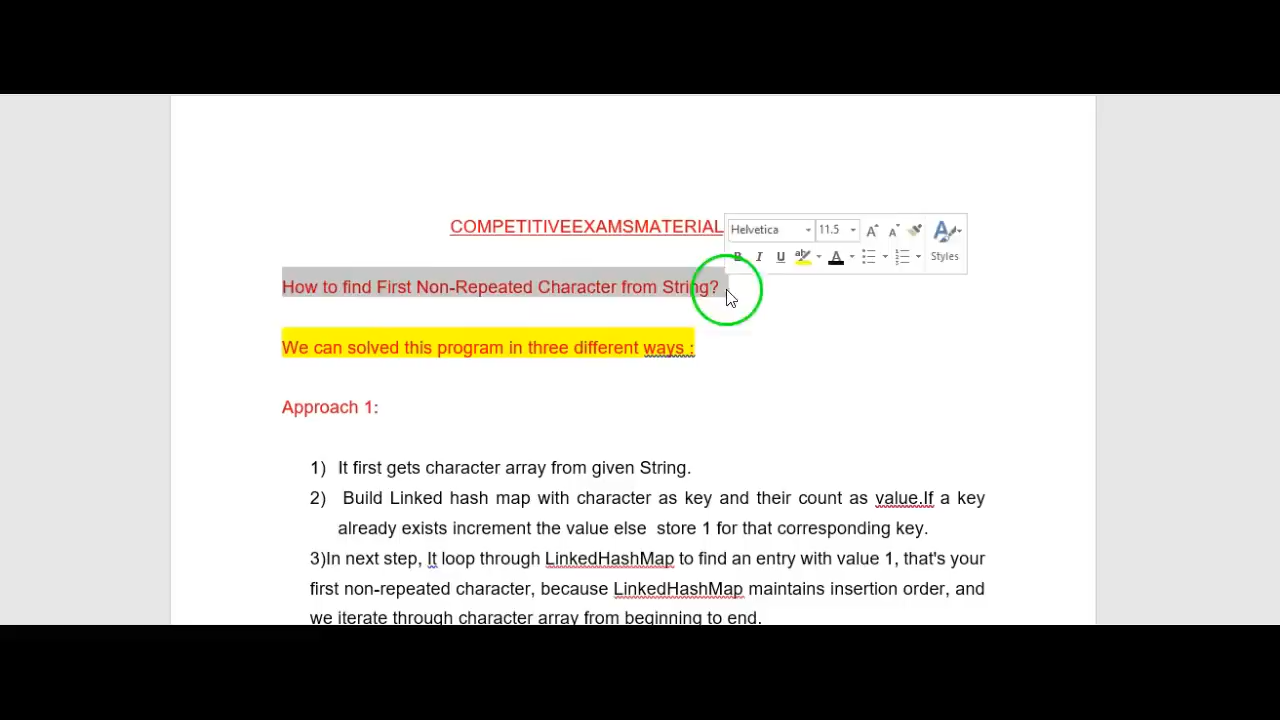 COMPETITIVEEXAMSMATERIAL
Helvetica 11.5
B I U Styles
How to find First Non-Repeated Character from String?
We can solved this program in three different ways :
Approach 1:
1) It first gets character array from given String.
2) Build Linked hash map with character as key and their count as value.If a key
already exists increment the value else store 1 for that corresponding key.
3)In next step, It loop through LinkedHashMap to find an entry with value 1, that's your
first non-repeated character, because LinkedHashMap maintains insertion order, and
we iterate through character array from beginning to end.